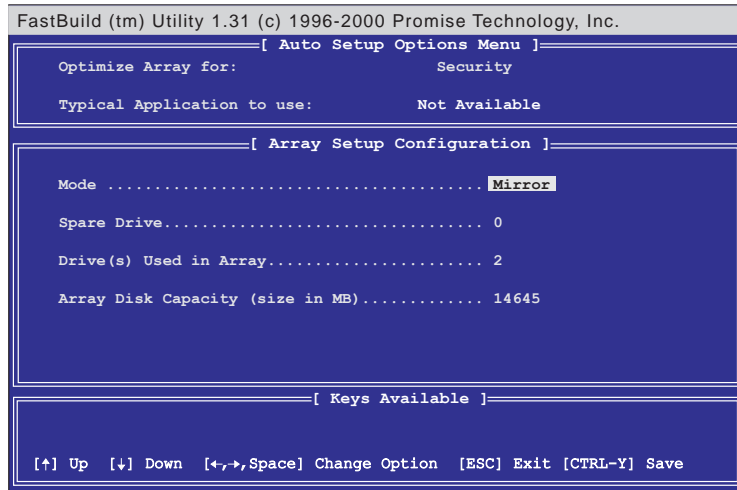 FastBuild (tm) Utility 1.31 (c) 1996-2000 Promise Technology, Inc.
[ Auto Setup Options Menu ]
Optimize Array for: Security
Typical Application to use: Not Available
[ Array Setup Configuration ]
Mode ........................................ Mirror
Spare Drive.................................. 0
Drive(s) Used in Array....................... 2
Array Disk Capacity (size in MB)............. 14645
[ Keys Available ]
[↑] Up [↓] Down [←,→,Space] Change Option [ESC] Exit [CTRL-Y] Save